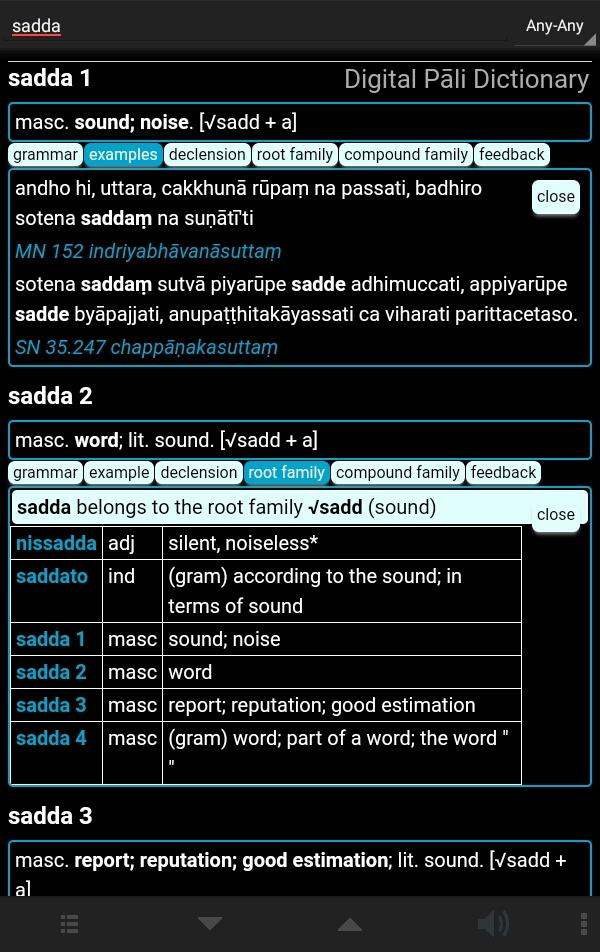 sadda
Any-Any
sadda 1
Digital Pāli Dictionary
masc. sound; noise. [√sadd + a]
grammar examples declension root family compound family feedback
andho hi, uttara, cakkhunā rūpaṃ na passati, badhiro
close
sotena saddaṃ na suṇātī'ti
MN 152 indriyabhāvanāsuttaṃ
sotena saddaṃ sutvā piyarūpe sadde adhimuccati, appiyarūpe
sadde byāpajjati, anupaṭṭhitakāyassati ca viharati parittacetaso.
SN 35.247 chappāṇakasuttaṃ
sadda 2
masc. word; lit. sound. [√sadd + a]
grammar example declension root family compound family feedback
sadda belongs to the root family √sadd (sound)
close
nissadda adj silent, noiseless*
saddato ind (gram) according to the sound; in
terms of sound
sadda 1 masc sound; noise
sadda 2 masc word
sadda 3 masc report; reputation; good estimation
sadda 4 masc (gram) word; part of a word; the word "
"
sadda 3
masc. report; reputation; good estimation; lit. sound. [√sadd +
a]